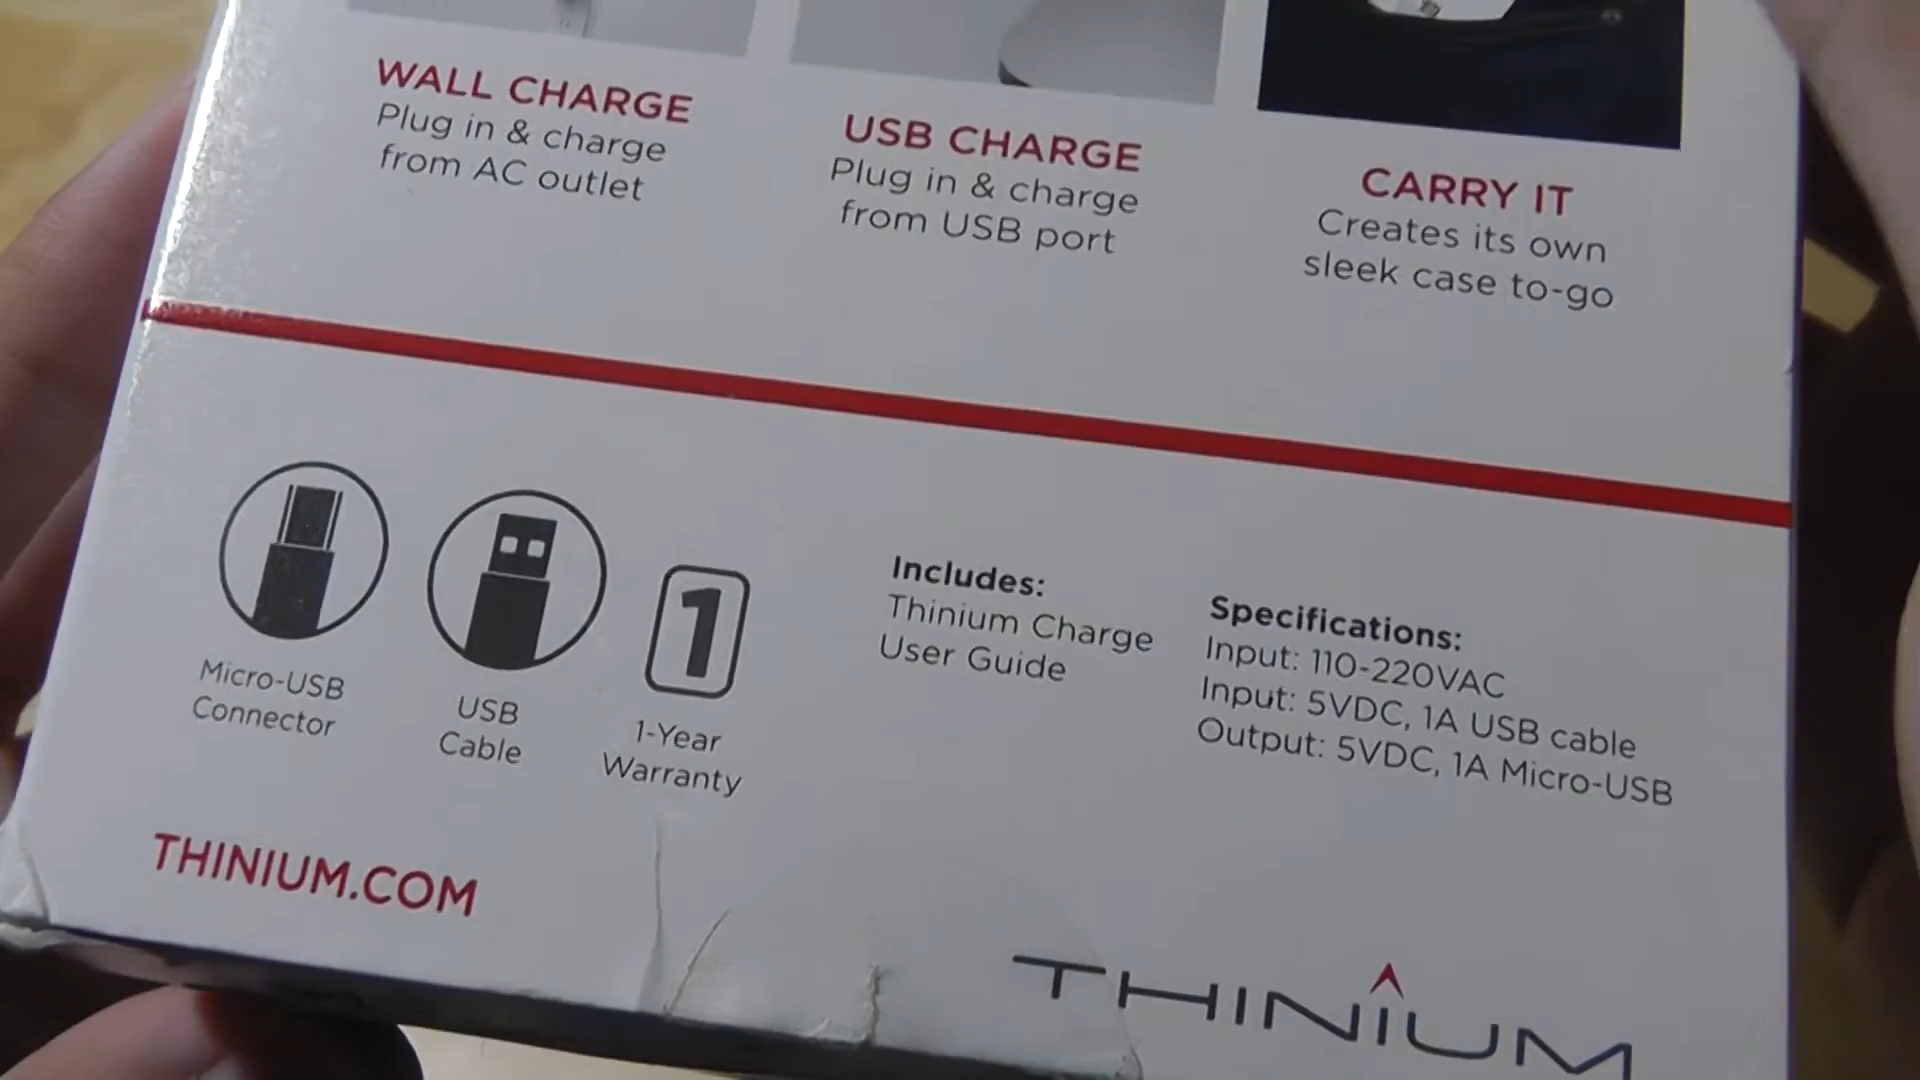 WALL CHARGE
Plug in & charge
from AC outlet
USB CHARGE
Plug in & charge
from USB port
CARRY IT
Creates its own
sleek case to-go
Micro-USB
Connector
USB
Cable
1
1-Year
Warranty
Includes:
Thinium Charge
User Guide
Specifications:
Input: 110-220VAC
Input: 5VDC, 1A USB cable
Output: 5VDC, 1A Micro-USB
THINIUM.COM
THINIUM